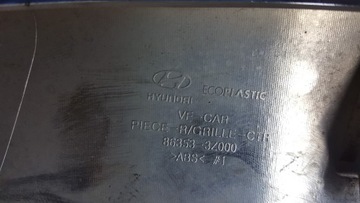 HYUNDAI ECOPLASTIC
VF CAR
PIECE-R/GRILLE CTR
86353-3Z000
>ABS< #1